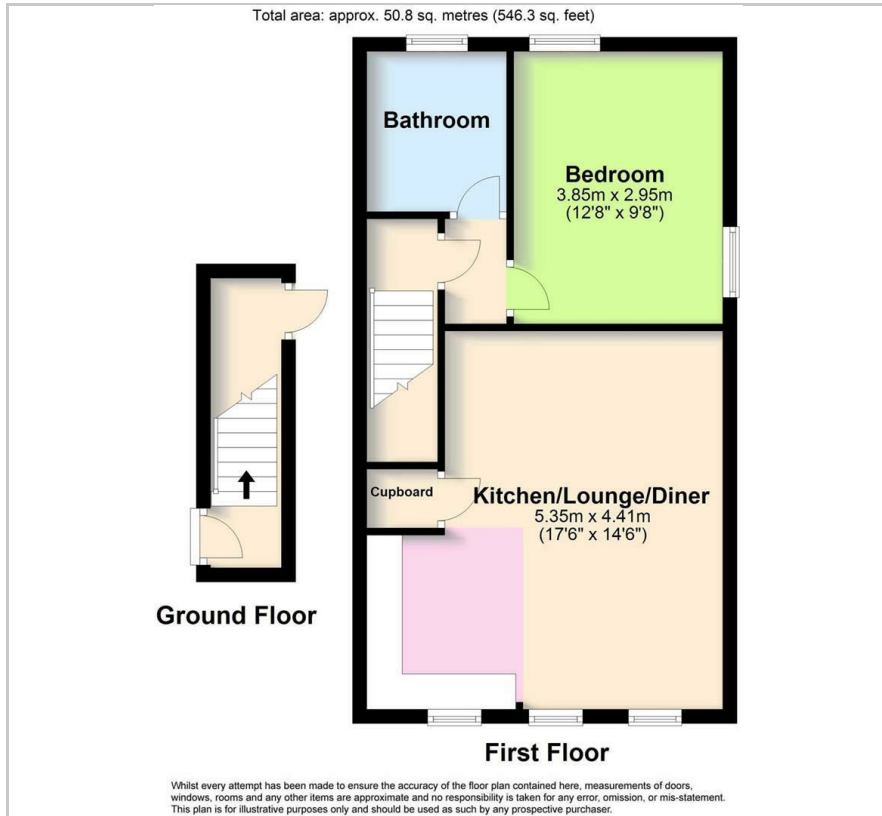 Total area: approx. 50.8 sq. metres (546.3 sq. feet)
Bathroom
Bedroom
3.85m x 2.95m
(12'8" x 9'8")
Cupboard
Kitchen/Lounge/Diner
5.35m x 4.41m
(17'6" x 14'6")
Ground Floor
First Floor
Whilst every attempt has been made to ensure the accuracy of the floor plan contained here, measurements of doors,
windows, rooms and any other items are approximate and no responsibility is taken for any error, omission, or mis-statement.
This plan is for illustrative purposes only and should be used as such by any prospective purchaser.